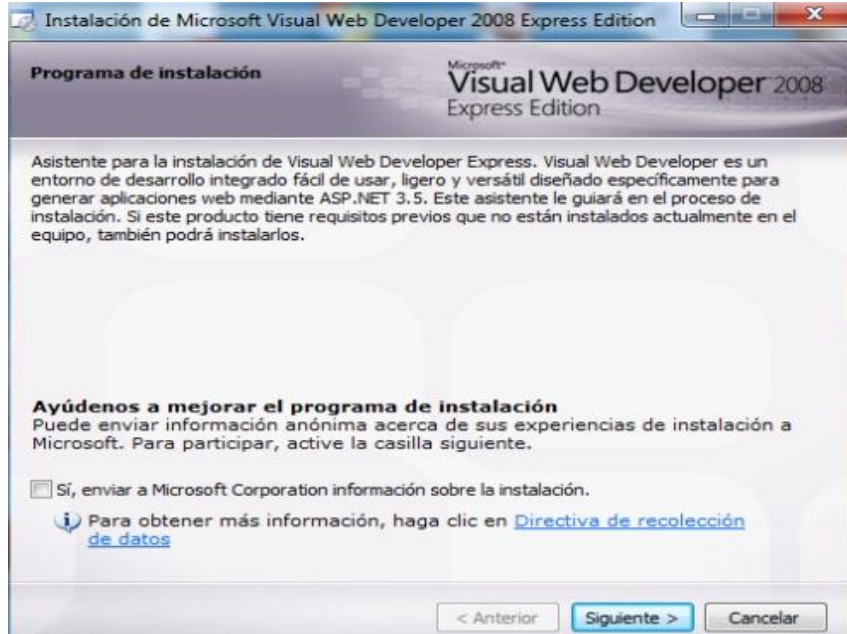 Instalación de Microsoft Visual Web Developer 2008 Express Edition
Programa de instalación
Microsoft®
Visual Web Developer 2008
Express Edition
Asistente para la instalación de Visual Web Developer Express. Visual Web Developer es un
entorno de desarrollo integrado fácil de usar, ligero y versátil diseñado específicamente para
generar aplicaciones web mediante ASP.NET 3.5. Este asistente le guiará en el proceso de
instalación. Si este producto tiene requisitos previos que no están instalados actualmente en el
equipo, también podrá instalarlos.
Ayúdenos a mejorar el programa de instalación
Puede enviar información anónima acerca de sus experiencias de instalación a
Microsoft. Para participar, active la casilla siguiente.
Sí, enviar a Microsoft Corporation información sobre la instalación.
Para obtener más información, haga clic en Directiva de recolección
de datos
< Anterior Siguiente > Cancelar